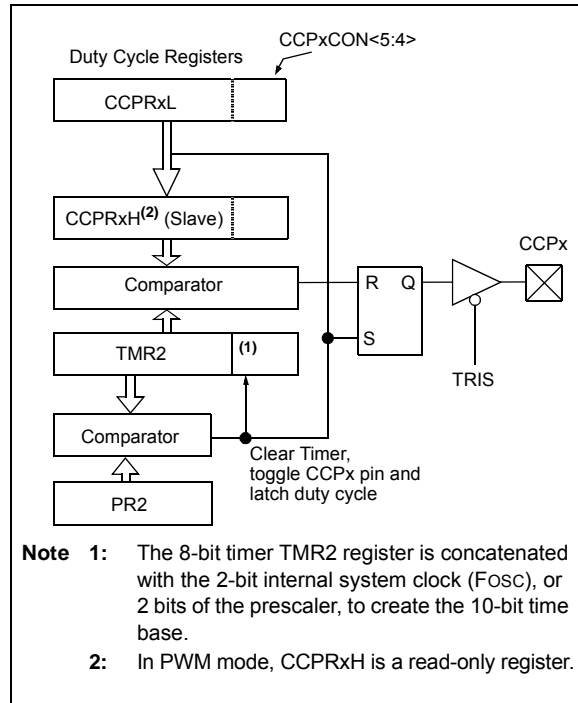 CCPxCON<5:4>
Duty Cycle Registers
CCPRxL
CCPRxH(2) (Slave)
CCPx
Comparator
R Q
TMR2 (1)
S
TRIS
Comparator
Clear Timer,
toggle CCPx pin and
latch duty cycle
PR2
Note 1: The 8-bit timer TMR2 register is concatenated
with the 2-bit internal system clock (FOSC), or
2 bits of the prescaler, to create the 10-bit time
base.
2: In PWM mode, CCPRxH is a read-only register.